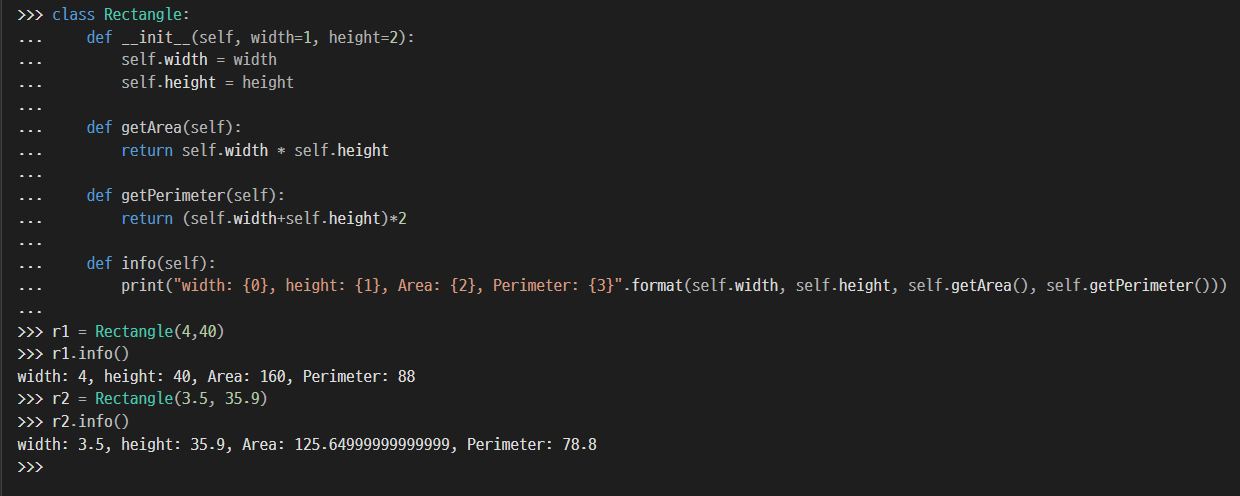 >>> class Rectangle:
...     def __init__(self, width=1, height=2):
...         self.width = width
...         self.height = height
...
...     def getArea(self):
...         return self.width * self.height
...
...     def getPerimeter(self):
...         return (self.width+self.height)*2
...
...     def info(self):
...         print("width: {0}, height: {1}, Area: {2}, Perimeter: {3}".format(self.width, self.height, self.getArea(), self.getPerimeter()))
...
>>> r1 = Rectangle(4,40)
>>> r1.info()
width: 4, height: 40, Area: 160, Perimeter: 88
>>> r2 = Rectangle(3.5, 35.9)
>>> r2.info()
width: 3.5, height: 35.9, Area: 125.64999999999999, Perimeter: 78.8
>>>